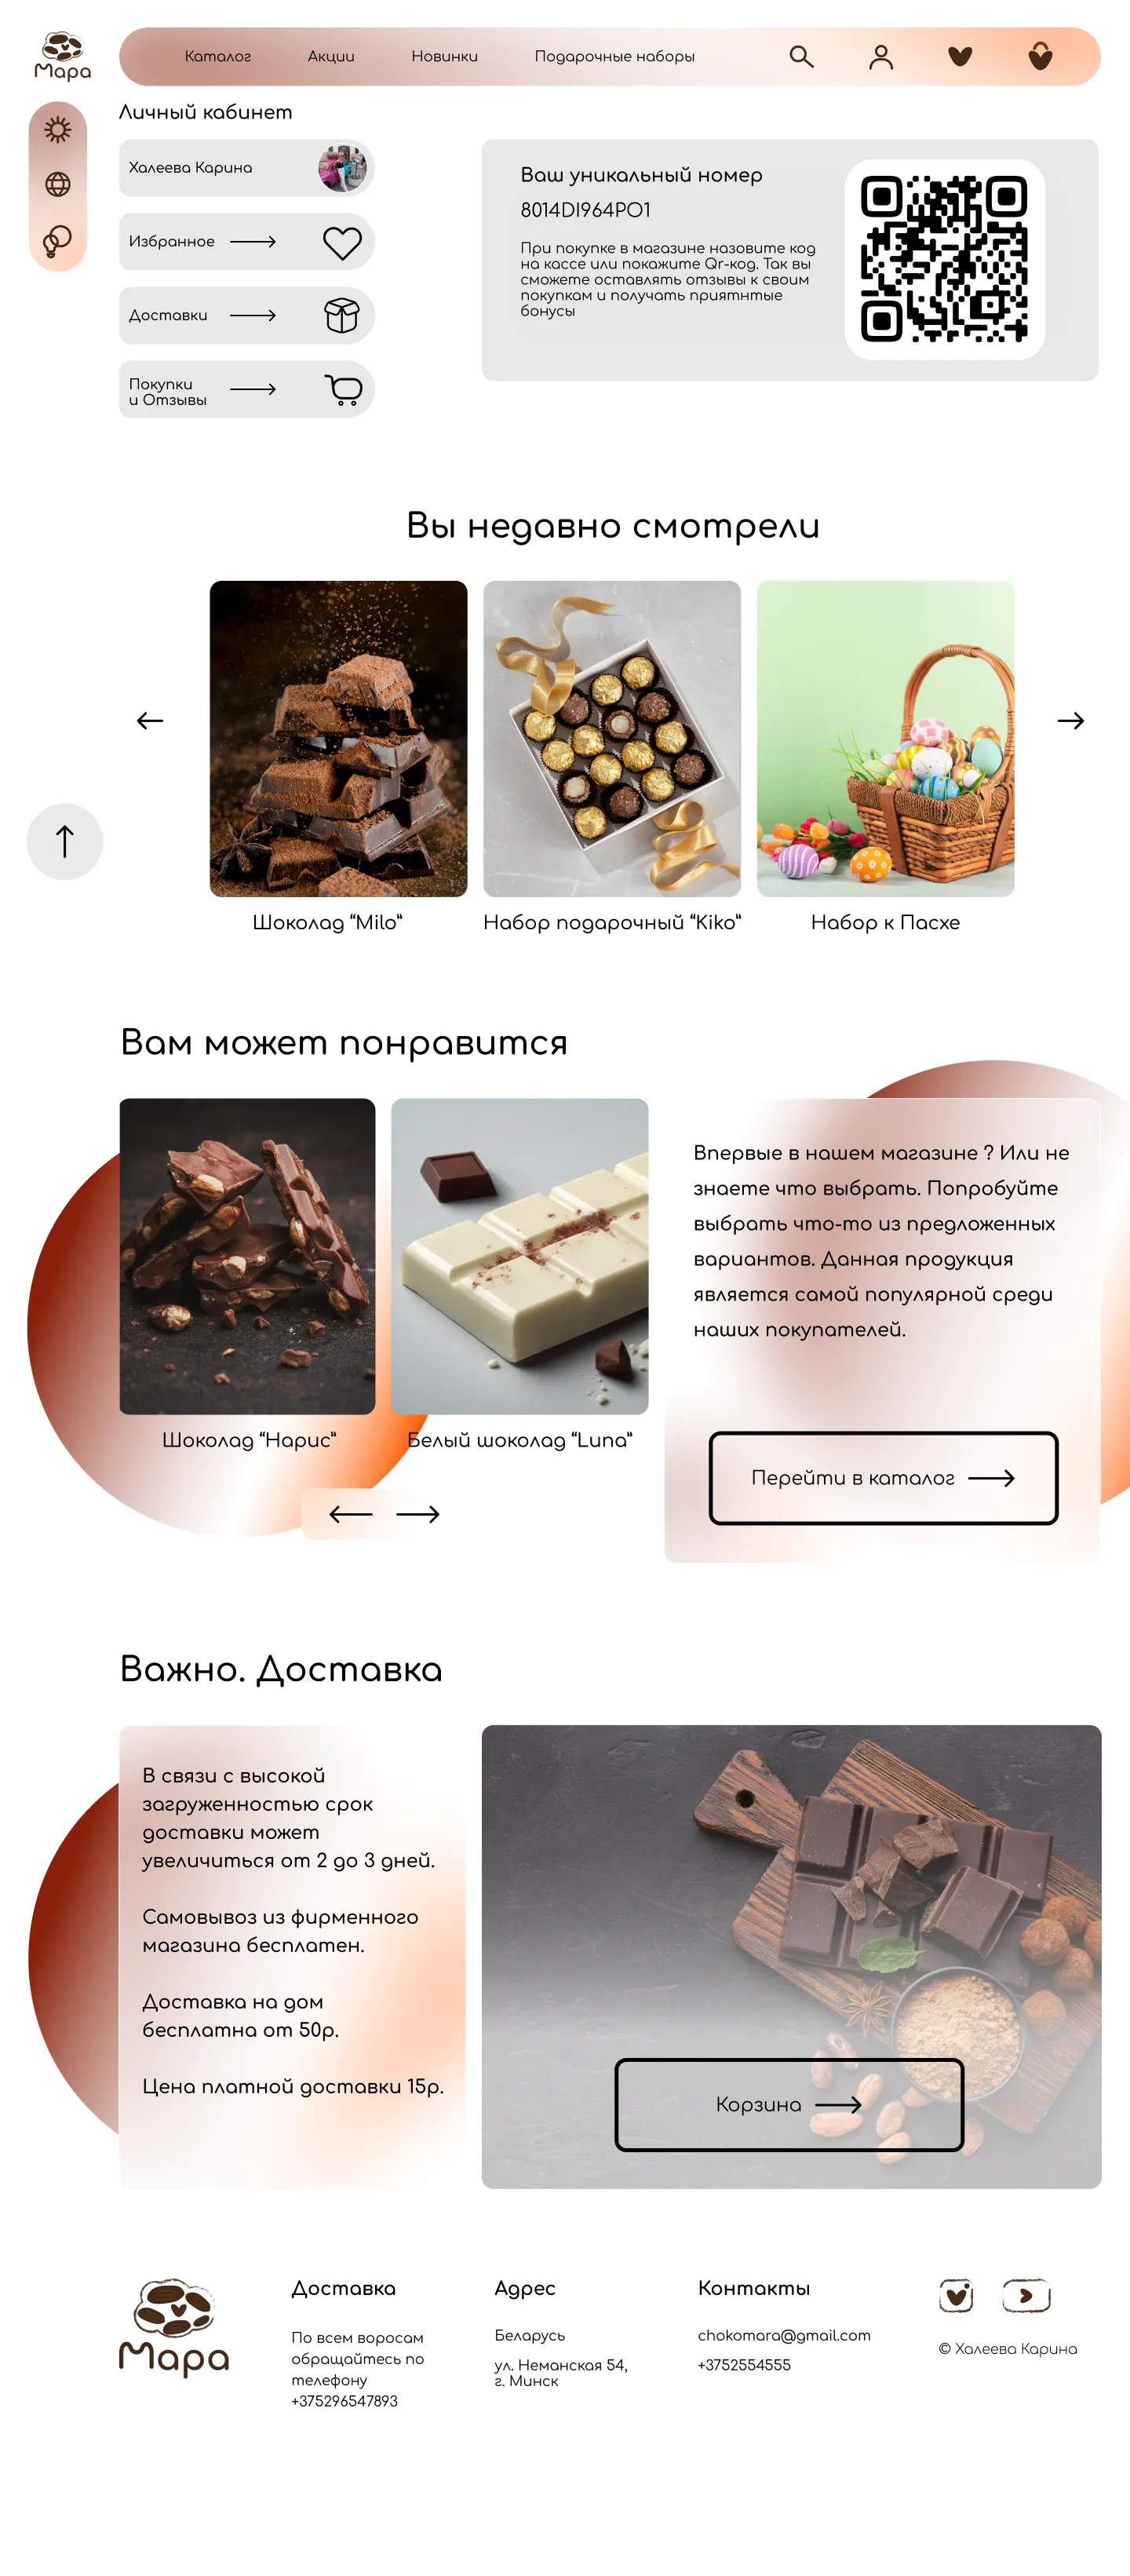 Мара
Каталог Акции Новинки Подарочные наборы
Личный кабинет
Халеева Карина
Избранное
Доставки
Покупки
и Отзывы
Ваш уникальный номер
8014DI964PO1
При покупке в магазине назовите код
на кассе или покажите Qr-код. Так вы
сможете оставлять отзывы к своим
покупкам и получать приятнтые
бонусы
Вы недавно смотрели
Шоколад “Milo”
Набор подарочный “Kiko”
Набор к Пасхе
Вам может понравится
Шоколад “Нарис”
Белый шоколад “Luna”
Впервые в нашем магазине ? Или не
знаете что выбрать. Попробуйте
выбрать что-то из предложенных
вариантов. Данная продукция
является самой популярной среди
наших покупателей.
Перейти в каталог
Важно. Доставка
В связи с высокой
загруженностью срок
доставки может
увеличиться от 2 до 3 дней.
Самовывоз из фирменного
магазина бесплатен.
Доставка на дом
бесплатна от 50р.
Цена платной доставки 15р.
Корзина
Мара
Доставка
По всем воросам
обращайтесь по
телефону
+375296547893
Адрес
Беларусь
ул. Неманская 54,
г. Минск
Контакты
chokomara@gmail.com
+3752554555
© Халеева Карина